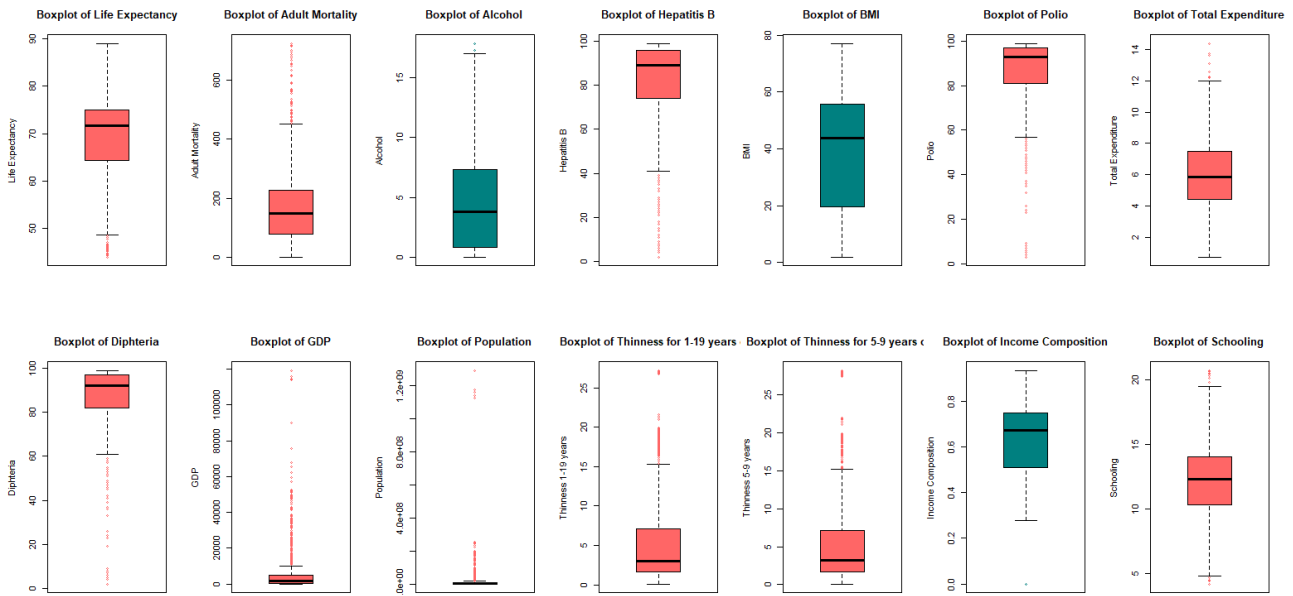 Boxplot of Life Expectancy
Boxplot of Adult Mortality
Boxplot of Alcohol
Boxplot of Hepatitis B
Boxplot of BMI
Boxplot of Polio
Boxplot of Total Expenditure
Life Expectancy
50
60
70
80
90
Adult Mortality
0
200
400
600
Alcohol
0
5
10
15
Hepatitis B
0
20
40
60
80
100
BMI
0
20
40
60
80
Polio
0
20
40
60
80
100
Total Expenditure
2
4
6
8
10
12
14
Boxplot of Diphteria
Boxplot of GDP
Boxplot of Population
Boxplot of Thinness for 1-19 years
Boxplot of Thinness for 5-9 years o
Boxplot of Income Composition
Boxplot of Schooling
Diphteria
0
20
40
60
80
100
GDP
0
20000
40000
60000
100000
Population
.0e+00
4.0e+08
8.0e+08
1.2e+09
Thinness 1-19 years
0
5
10
15
20
25
Thinness 5-9 years
0
5
10
15
20
25
Income Composition
0.0
0.2
0.4
0.6
0.8
Schooling
5
10
15
20